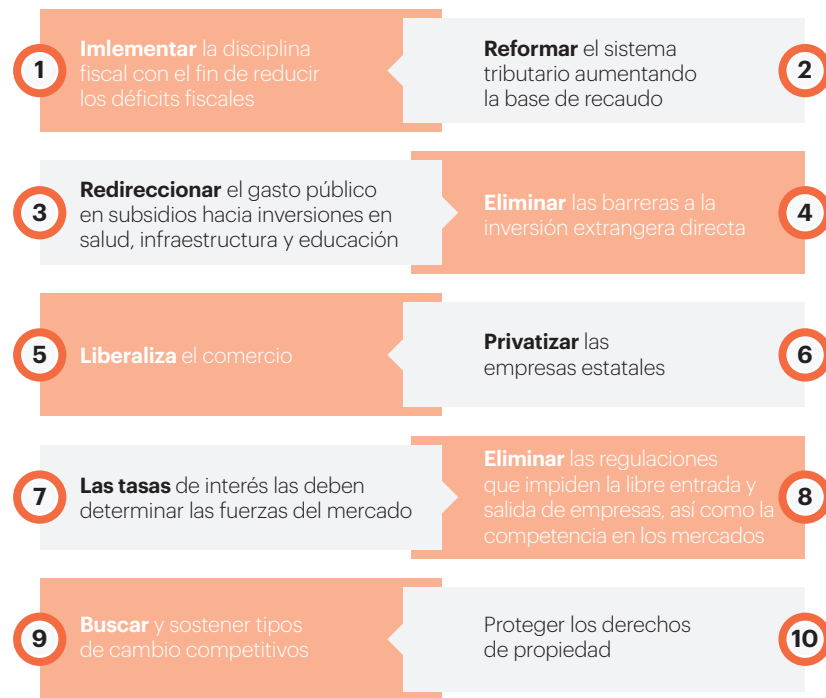 1
Imlementar la disciplina
fiscal con el fin de reducir
los déficits fiscales
Reformar el sistema
tributario aumentando
la base de recaudo
2
3
Redireccionar el gasto público
en subsidios hacia inversiones en
salud, infraestructura y educación
Eliminar las barreras a la
inversión extrangera directa
4
5
Liberaliza el comercio
Privatizar las
empresas estatales
6
7
Las tasas de interés las deben
determinar las fuerzas del mercado
Eliminar las regulaciones
que impiden la libre entrada y
salida de empresas, así como la
competencia en los mercados
8
9
Buscar y sostener tipos
de cambio competitivos
Proteger los derechos
de propiedad
10